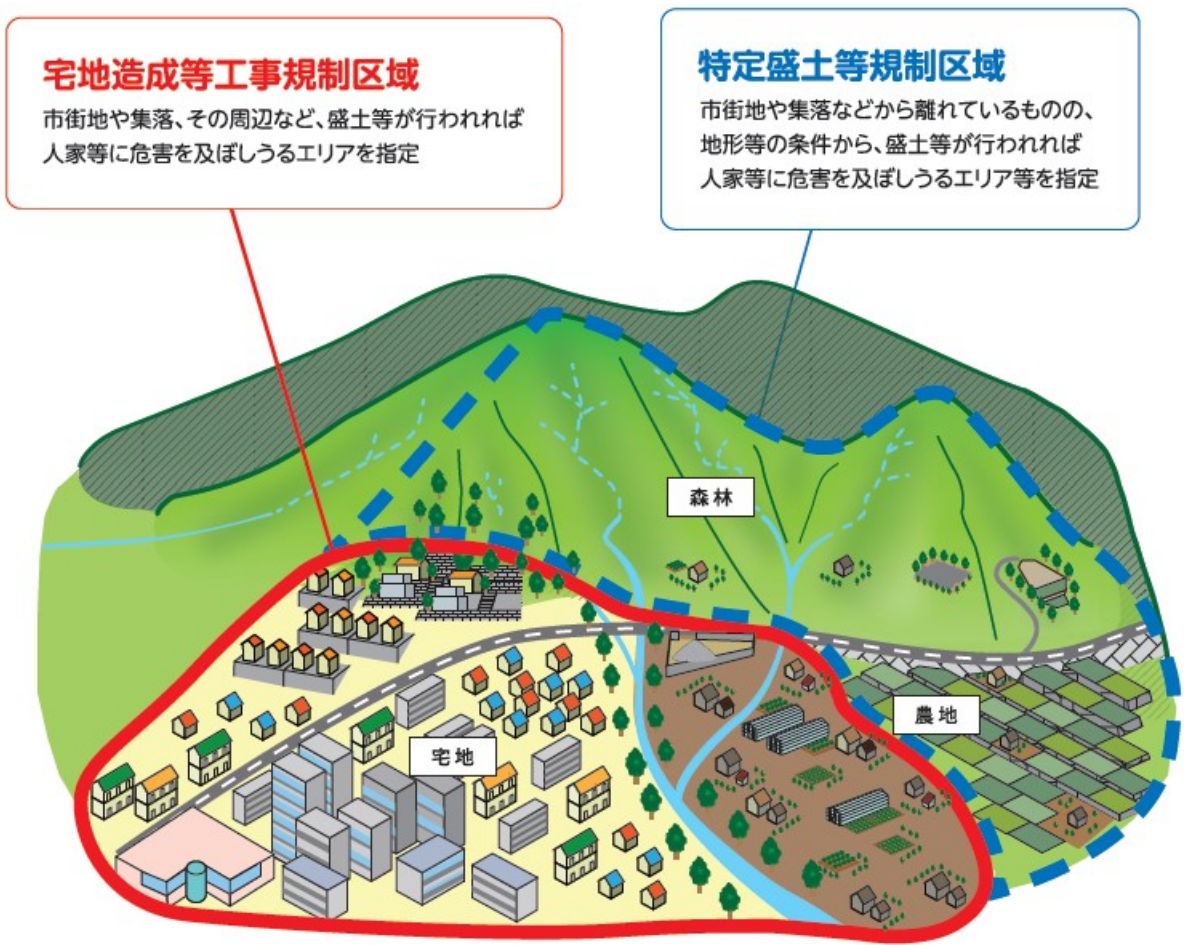 宅地造成等工事規制区域
市街地や集落、その周辺など、盛土等が行われれば
人家等に危害を及ぼしうるエリアを指定
特定盛土等規制区域
市街地や集落などから離れているものの、
地形等の条件から、盛土等が行われれば
人家等に危害を及ぼしうるエリア等を指定
森林
農地
宅地